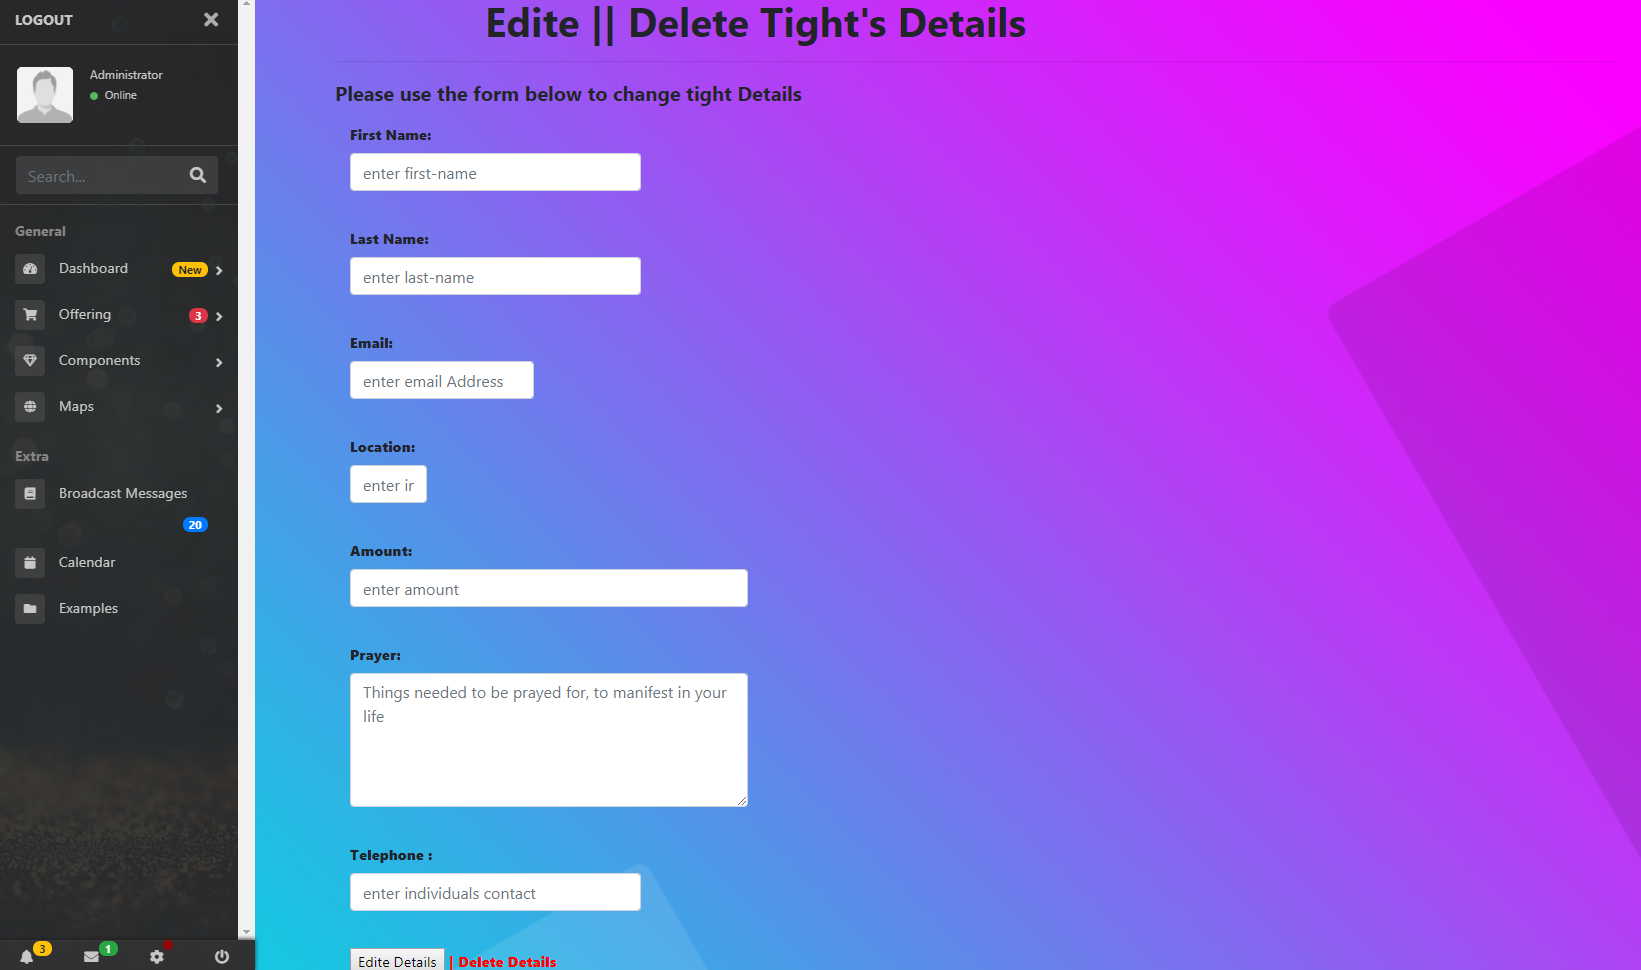 LOGOUT
Administrator
Online
Search...
General
Dashboard New
Offering 3
Components
Maps
Extra
Broadcast Messages
20
Calendar
Examples
3 1
Edite || Delete Tight's Details
Please use the form below to change tight Details
First Name:
enter first-name
Last Name:
enter last-name
Email:
enter email Address
Location:
enter ir
Amount:
enter amount
Prayer:
Things needed to be prayed for, to manifest in your
life
Telephone :
enter individuals contact
Edite Details | Delete Details